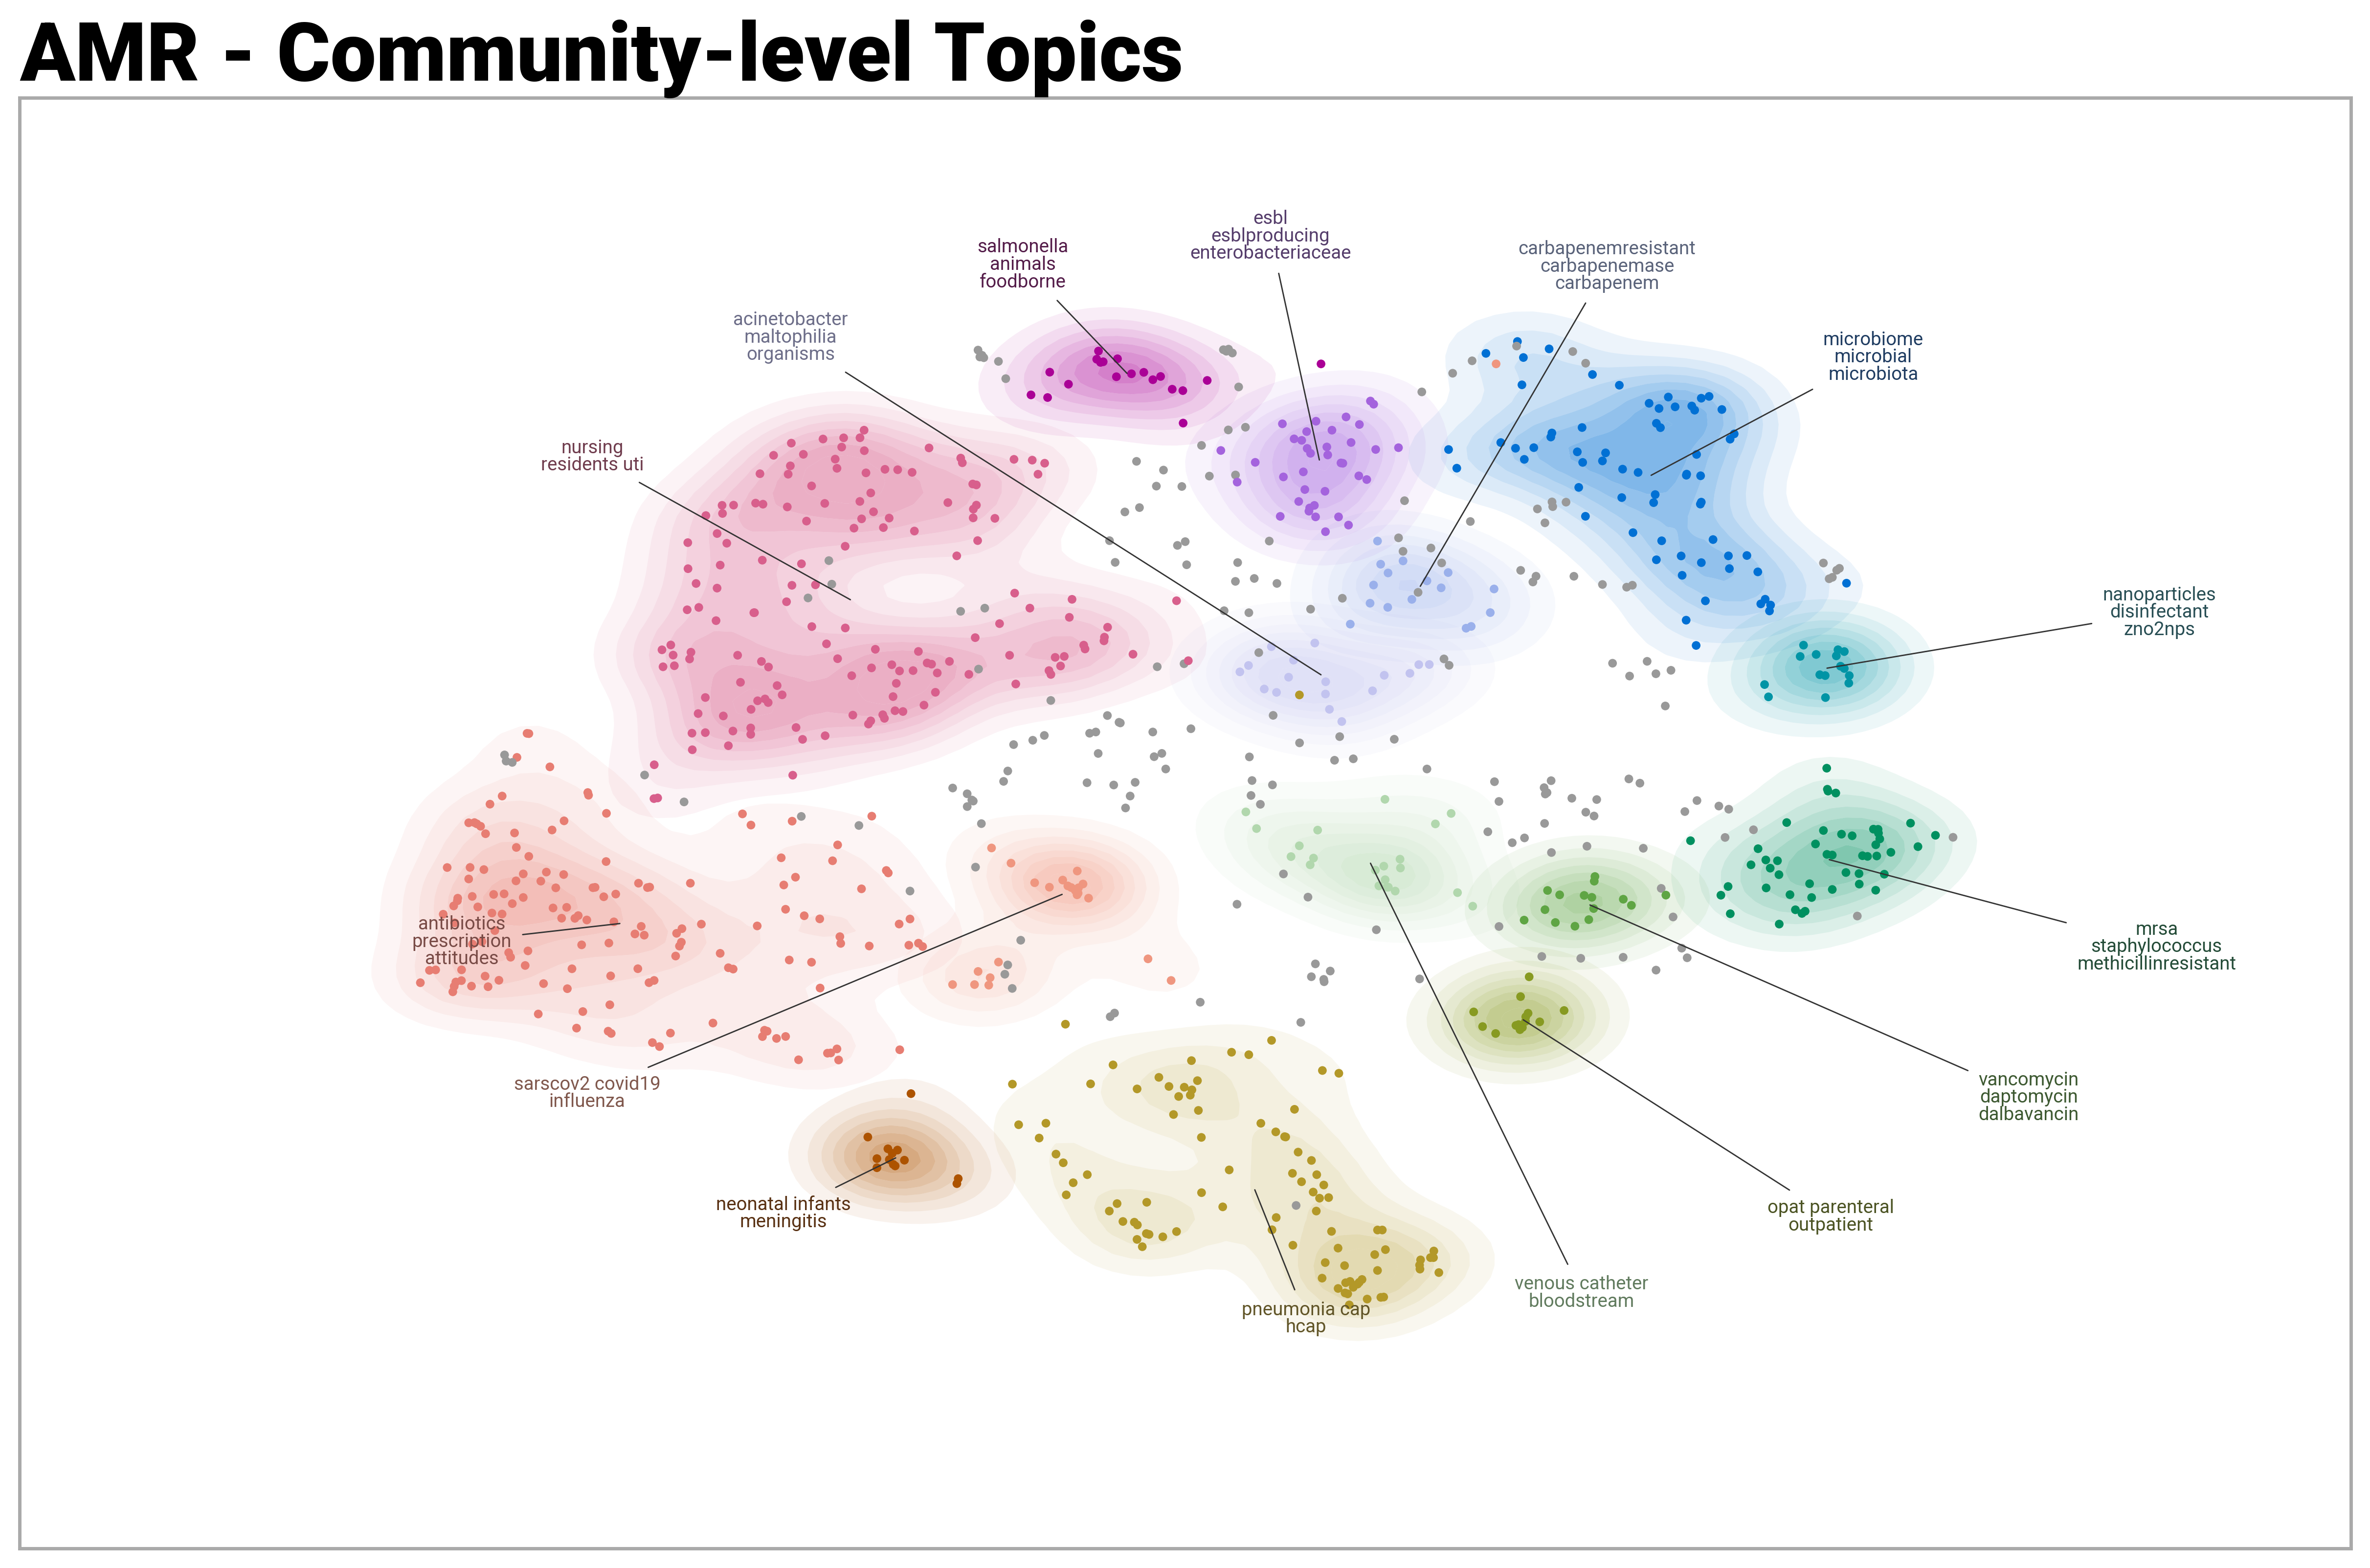 AMR - Community-level Topics
esbl
esblproducing
enterobacteriaceae
salmonella
animals
foodborne
carbapenemresistant
carbapenemase
carbapenem
acinetobacter
maltophilia
organisms
microbiome
microbial
microbiota
nursing
residents uti
nanoparticles
disinfectant
zno2nps
antibiotics
prescription
attitudes
mrsa
staphylococcus
methicillinresistant
sarscov2 covid19
influenza
vancomycin
daptomycin
dalbavancin
neonatal infants
meningitis
opat parenteral
outpatient
venous catheter
bloodstream
pneumonia cap
hcap